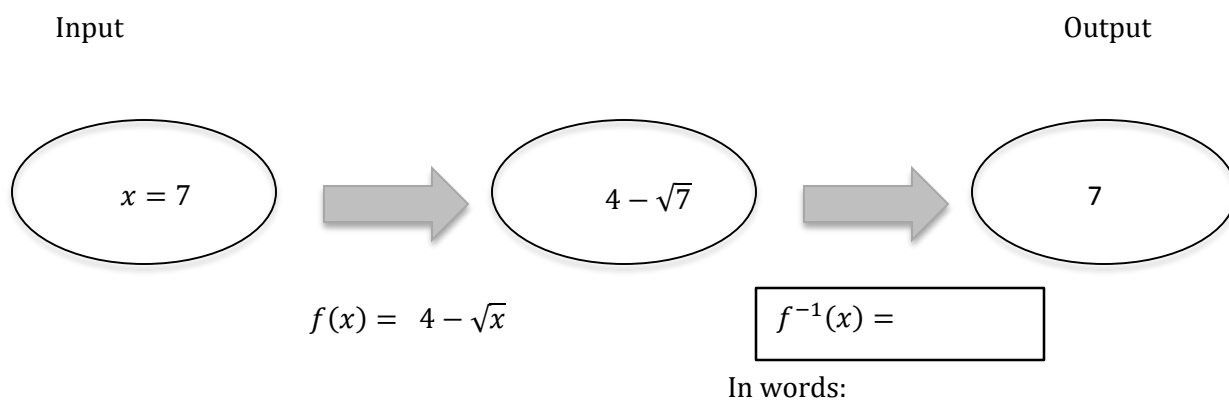 Input Output
x = 7 4 − √7 7
f(x) = 4 − √x f⁻¹(x) =
In words: